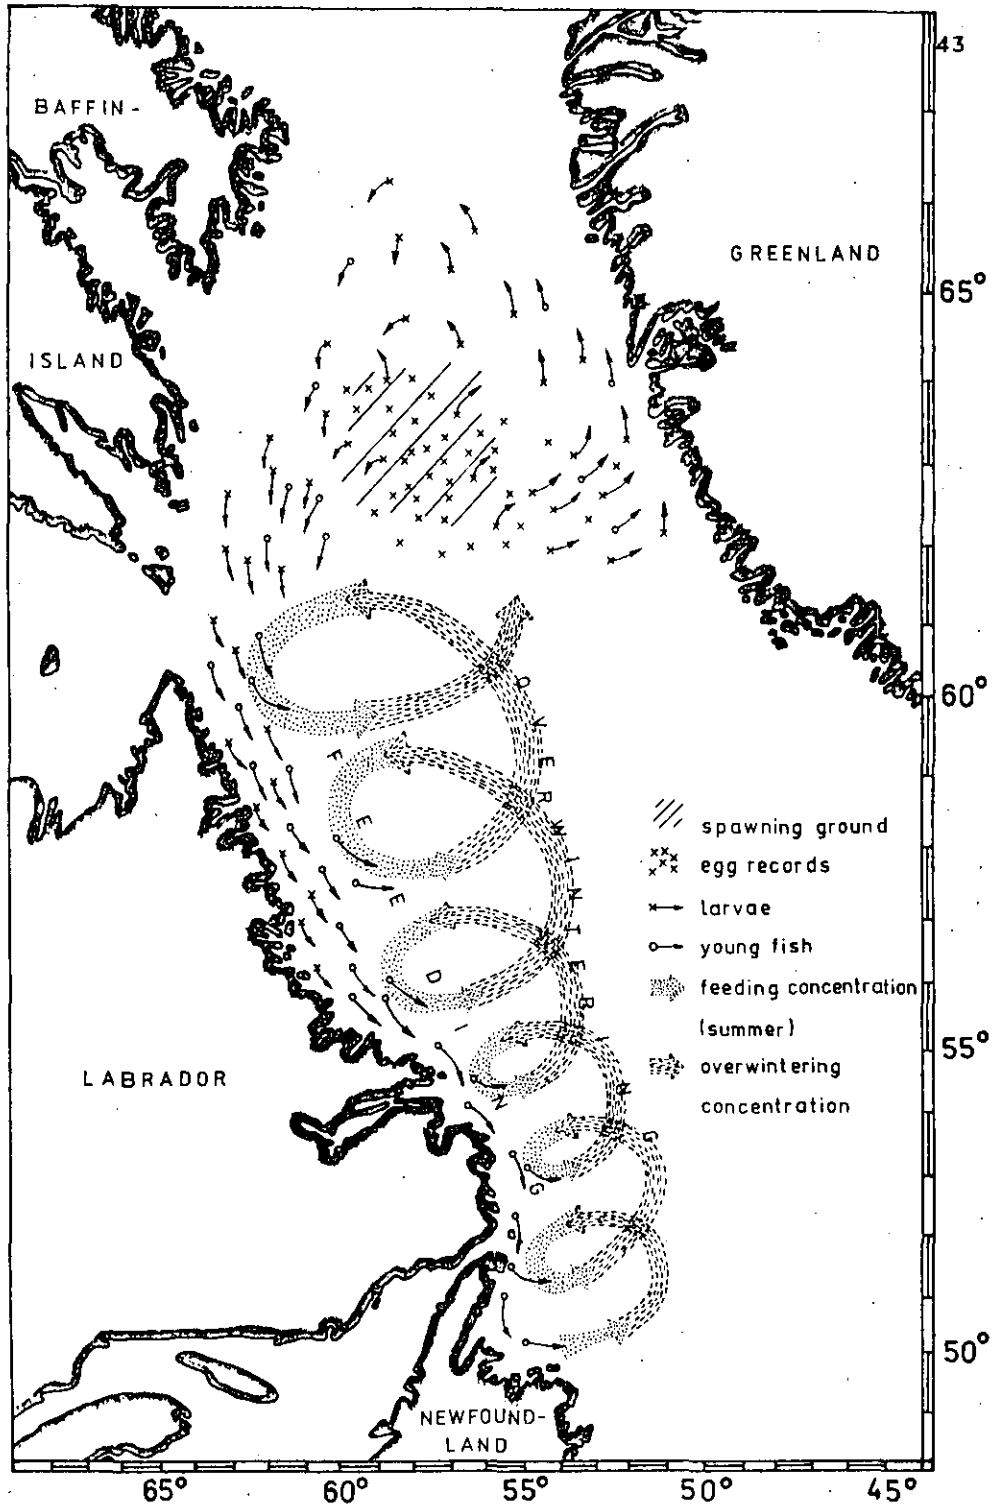 43
BAFFIN-
GREENLAND
65°
ISLAND
60°
OVERWINTERING
FEEDING
spawning ground
egg records
larvae
young fish
feeding concentration
(summer)
overwintering
concentration
55°
LABRADOR
50°
NEWFOUND-
LAND
65°
60°
55°
50°
45°